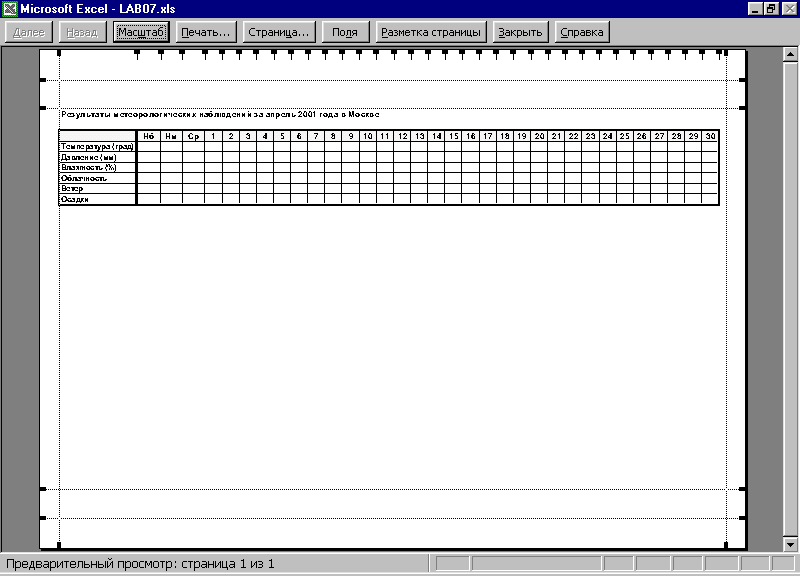 Microsoft Excel - LAB07.xls
Далее Назад Масштаб Печать... Страница... Поля Разметка страницы Закрыть Справка
Результаты метеорологических наблюдений за апрель 2001 года в Москве
Нб Нм Ср 1 2 3 4 5 6 7 8 9 10 11 12 13 14 15 16 17 18 19 20 21 22 23 24 25 26 27 28 29 30
Температура (град)
Давление (мм)
Влажность (%)
Облачность
Ветер
Осадки
Предварительный просмотр: страница 1 из 1